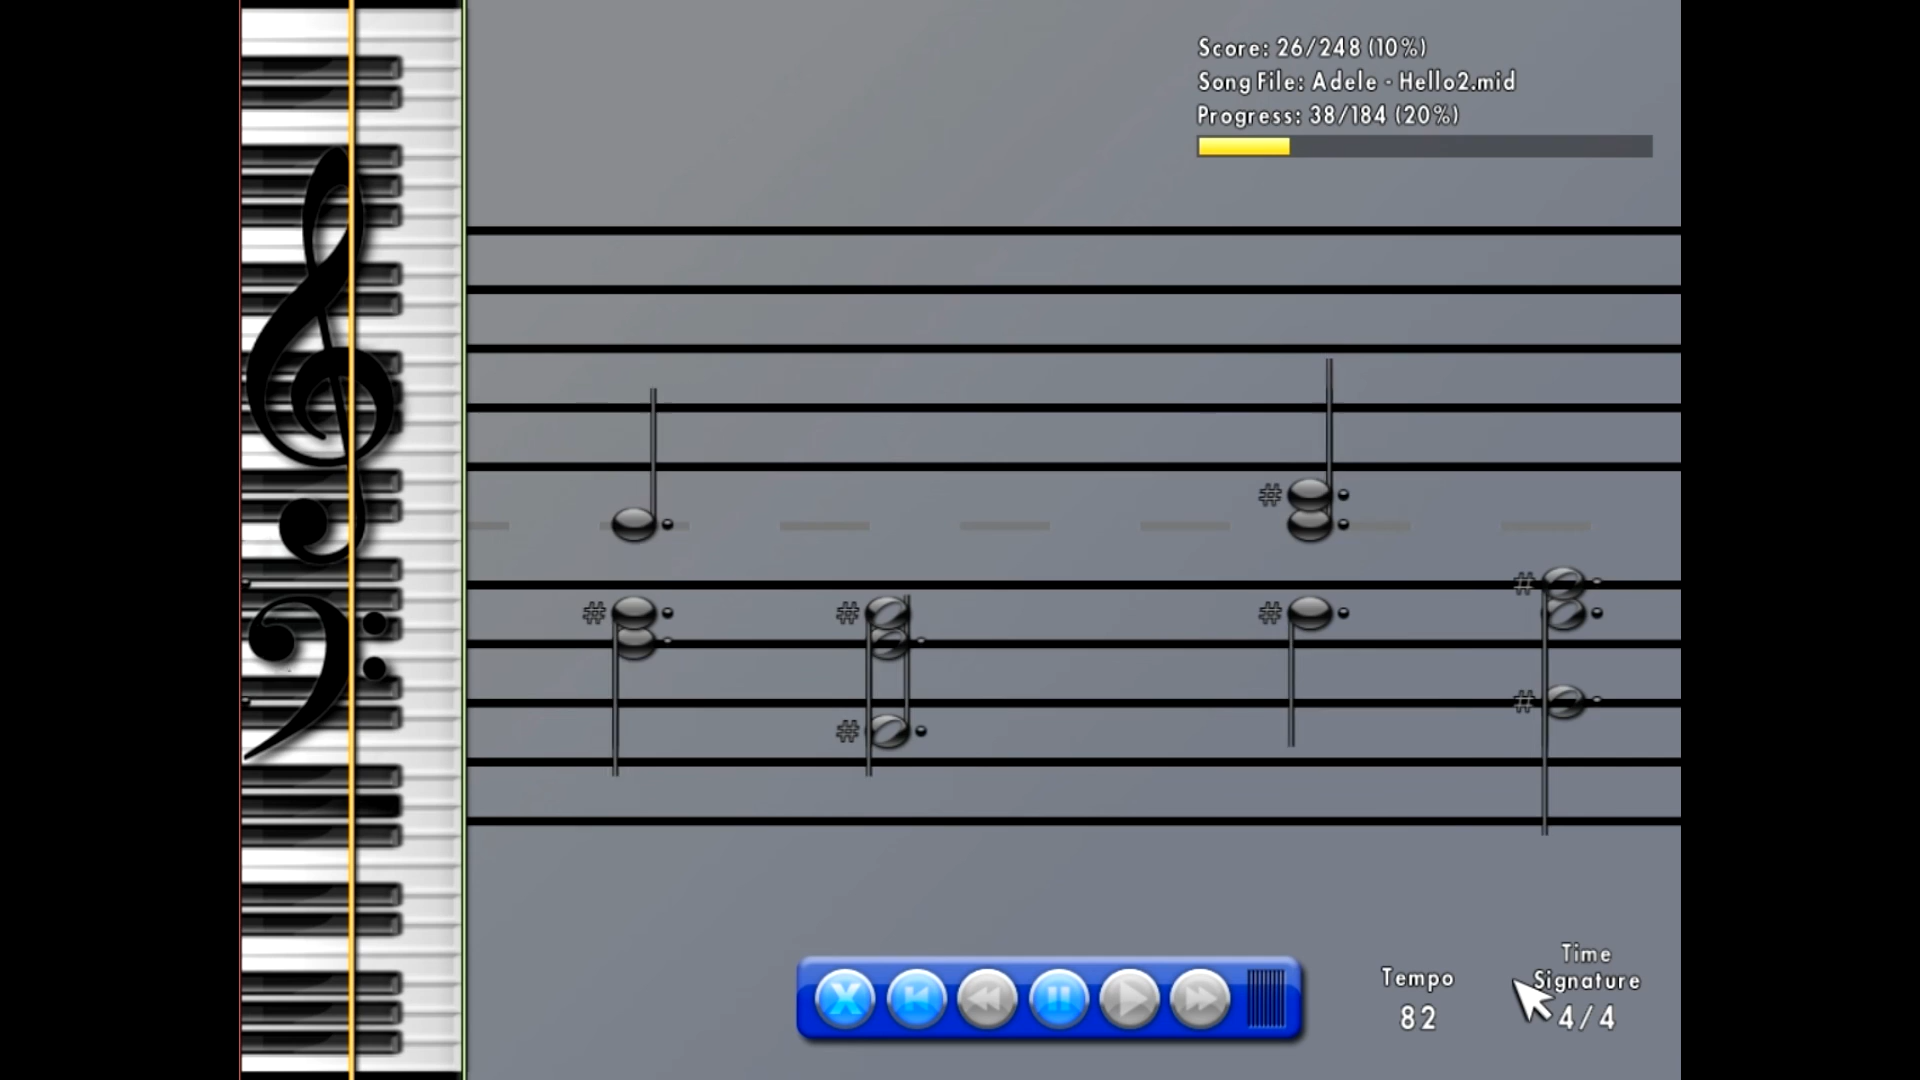 Score: 26/248 (10%)
Song File: Adele - Hello2.mid
Progress: 38/184 (20%)
Tempo
82
Time
Signature
4/4